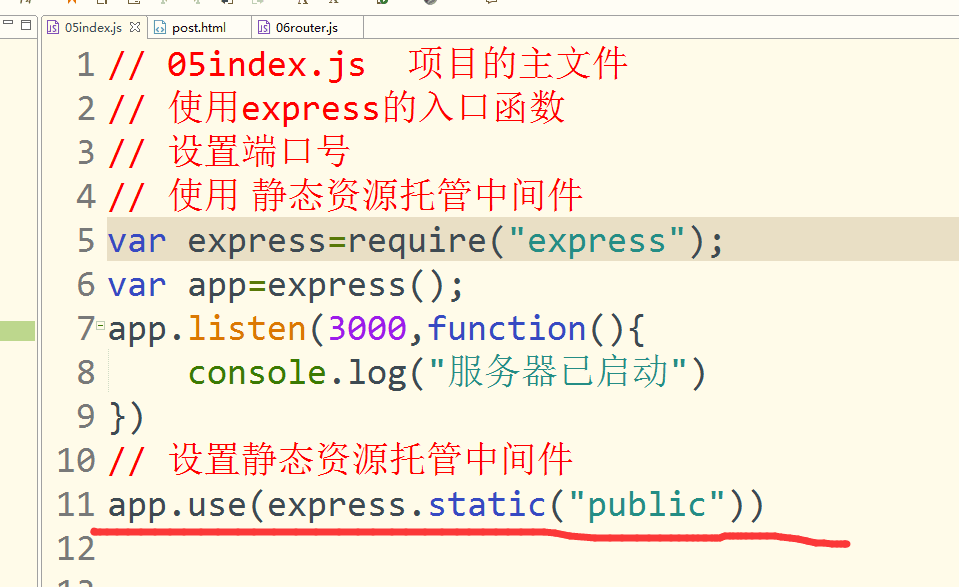 05index.js
post.html
06router.js
1 // 05index.js  项目的主文件
2 // 使用express的入口函数
3 // 设置端口号
4 // 使用 静态资源托管中间件
5 var express=require("express");
6 var app=express();
7 app.listen(3000,function(){
8     console.log("服务器已启动")
9 })
10 // 设置静态资源托管中间件
11 app.use(express.static("public"))
12